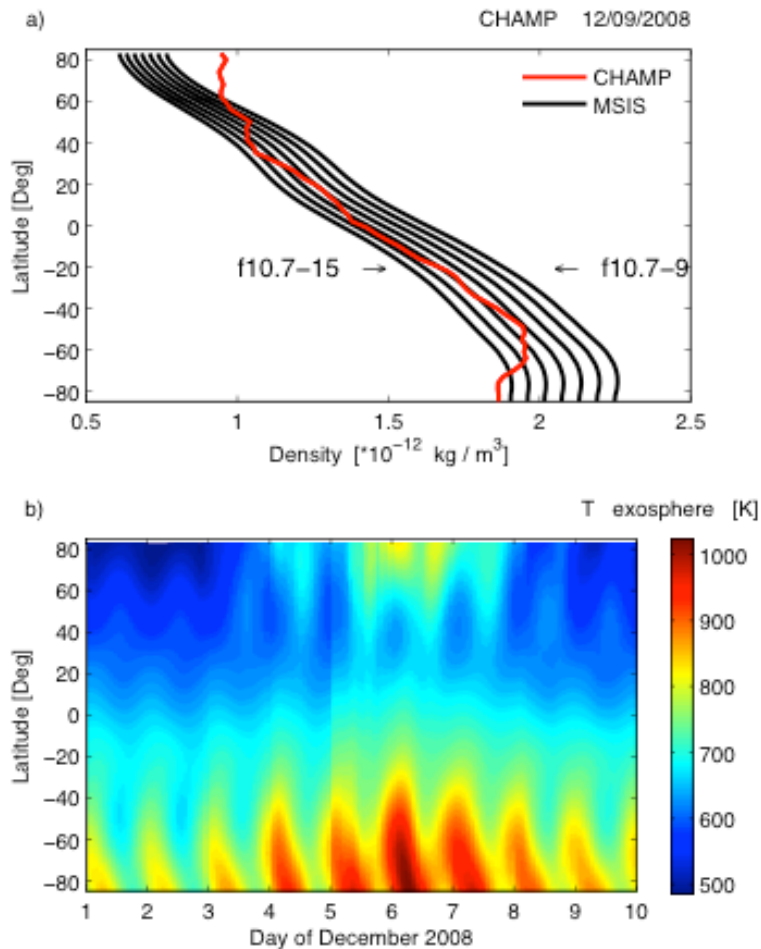 a)
CHAMP 12/09/2008
80
60
40
20
0
−20
−40
−60
−80
Latitude [Deg]
CHAMP
MSIS
f10.7−15 →
← f10.7−9
0.5 1 1.5 2 2.5
Density [*10⁻¹² kg / m³]
b)
T exosphere [K]
80
60
40
20
0
−20
−40
−60
−80
Latitude [Deg]
1000
900
800
700
600
500
1 2 3 4 5 6 7 8 9 10
Day of December 2008